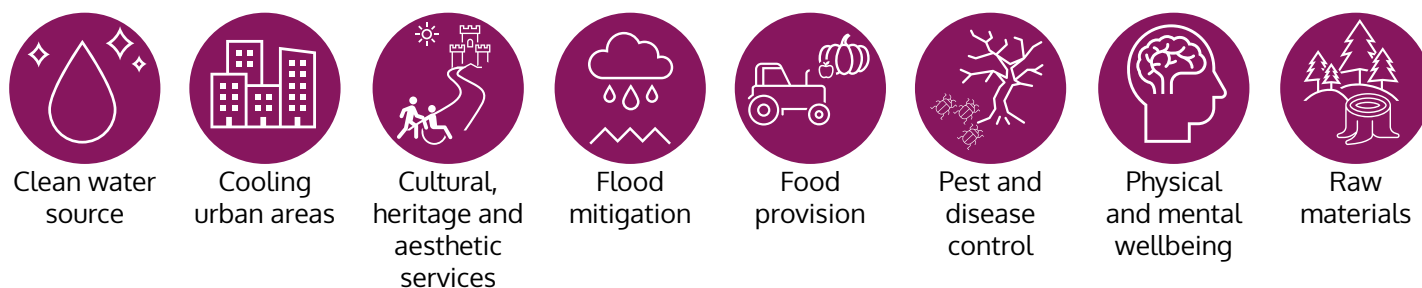 Clean water
source
Cooling
urban areas
Cultural,
heritage and
aesthetic
services
Flood
mitigation
Food
provision
Pest and
disease
control
Physical
and mental
wellbeing
Raw
materials